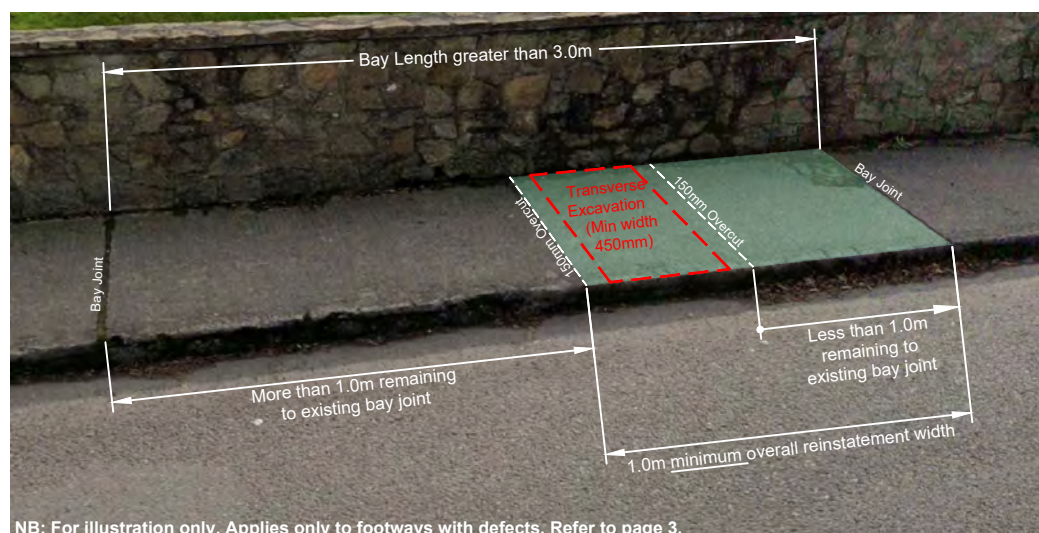 Bay Length greater than 3.0m
Transverse
Excavation
(Min width
450mm)
150mm Overcut
150mm Overcut
Bay Joint
Bay Joint
Less than 1.0m
remaining to
existing bay joint
More than 1.0m remaining
to existing bay joint
1.0m minimum overall reinstatement width
NB: For illustration only. Applies only to footways with defects. Refer to page 3.